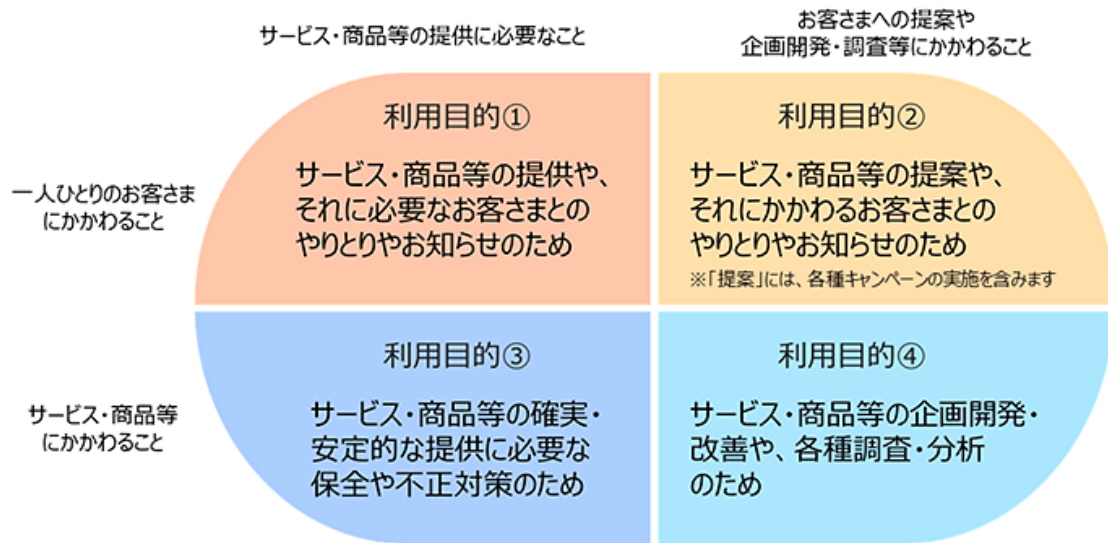 サービス・商品等の提供に必要なこと
お客さまへの提案や
企画開発・調査等にかかわること
一人ひとりのお客さま
にかかわること
利用目的①
サービス・商品等の提供や、
それに必要なお客さまとの
やりとりやお知らせのため
利用目的②
サービス・商品等の提案や、
それにかかわるお客さまとの
やりとりやお知らせのため
※「提案」には、各種キャンペーンの実施を含みます
サービス・商品等
にかかわること
利用目的③
サービス・商品等の確実・
安定的な提供に必要な
保全や不正対策のため
利用目的④
サービス・商品等の企画開発・
改善や、各種調査・分析
のため